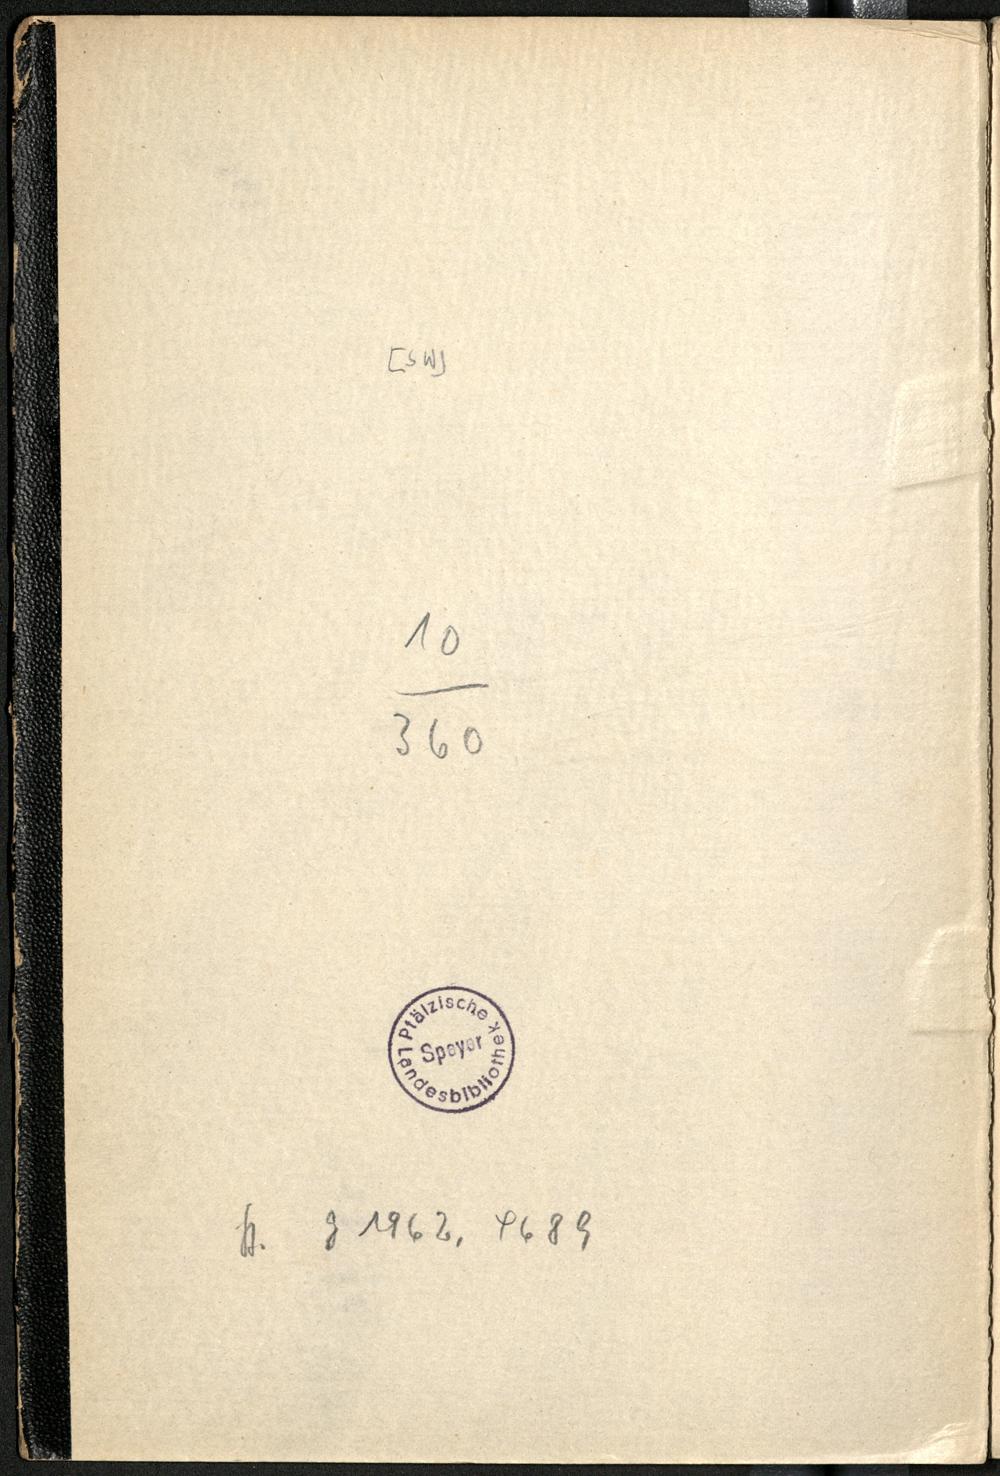 [SW]
10
360
Pfälzische
Speyer
Landesbibliothek
g 1962, 4689